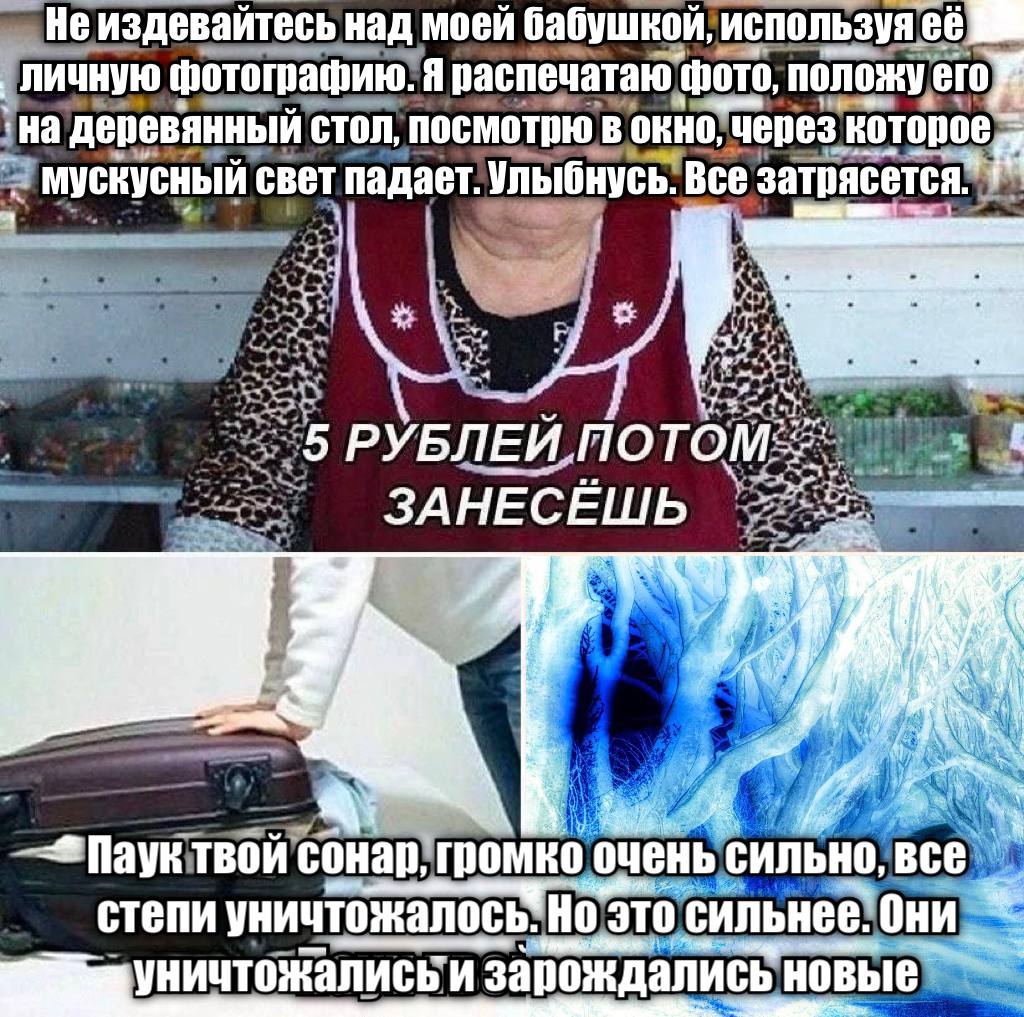 Не издевайтесь над моей бабушкой, используя её
личную фотографию. Я распечатаю фото, положу его
на деревянный стол, посмотрю в окно, через которое
мускусный свет падает. Улыбнусь. Все затрясется.
5 РУБЛЕЙ ПОТОМ
ЗАНЕСЁШЬ
Паук твой сонар, громко очень сильно, все
степи уничтожалось. Но это сильнее. Они
уничтожались и зарождались новые